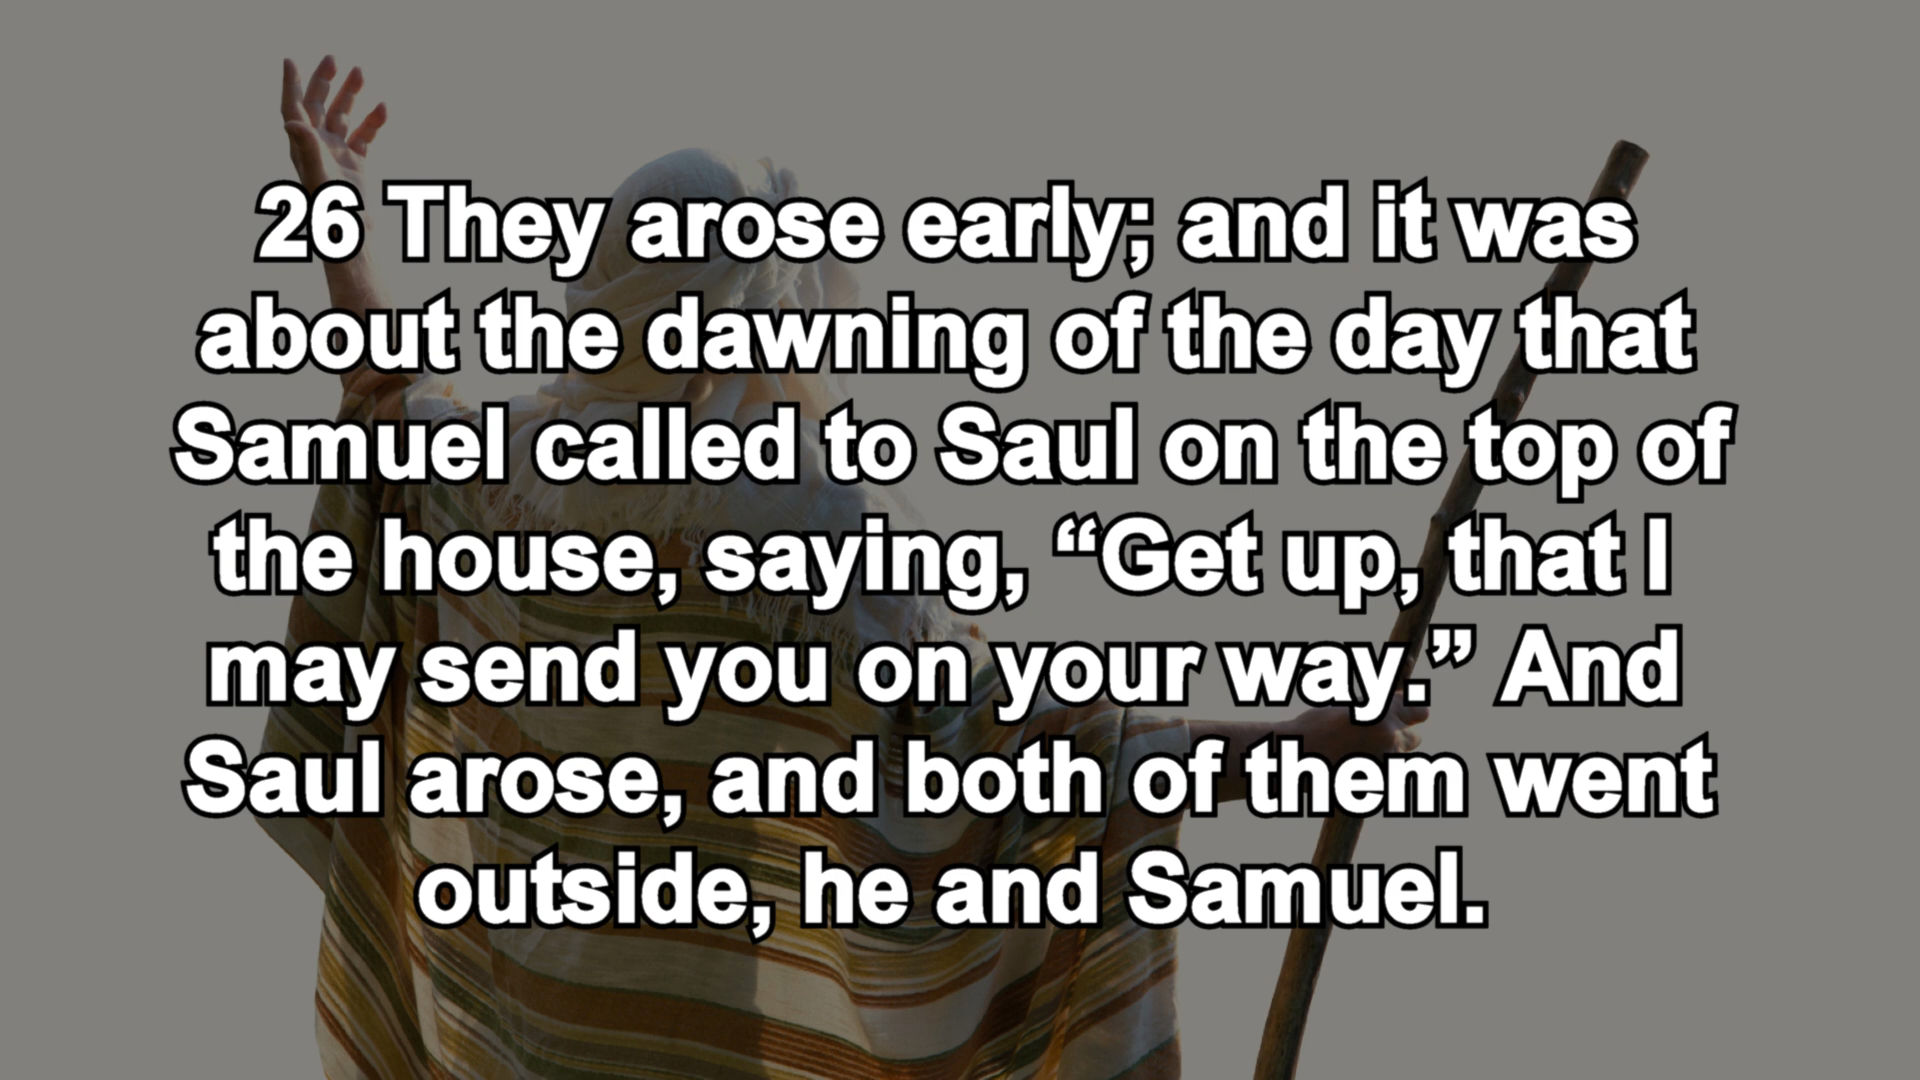 26 They arose early; and it was
about the dawning of the day that
Samuel called to Saul on the top of
the house, saying, “Get up, that I
may send you on your way.” And
Saul arose, and both of them went
outside, he and Samuel.